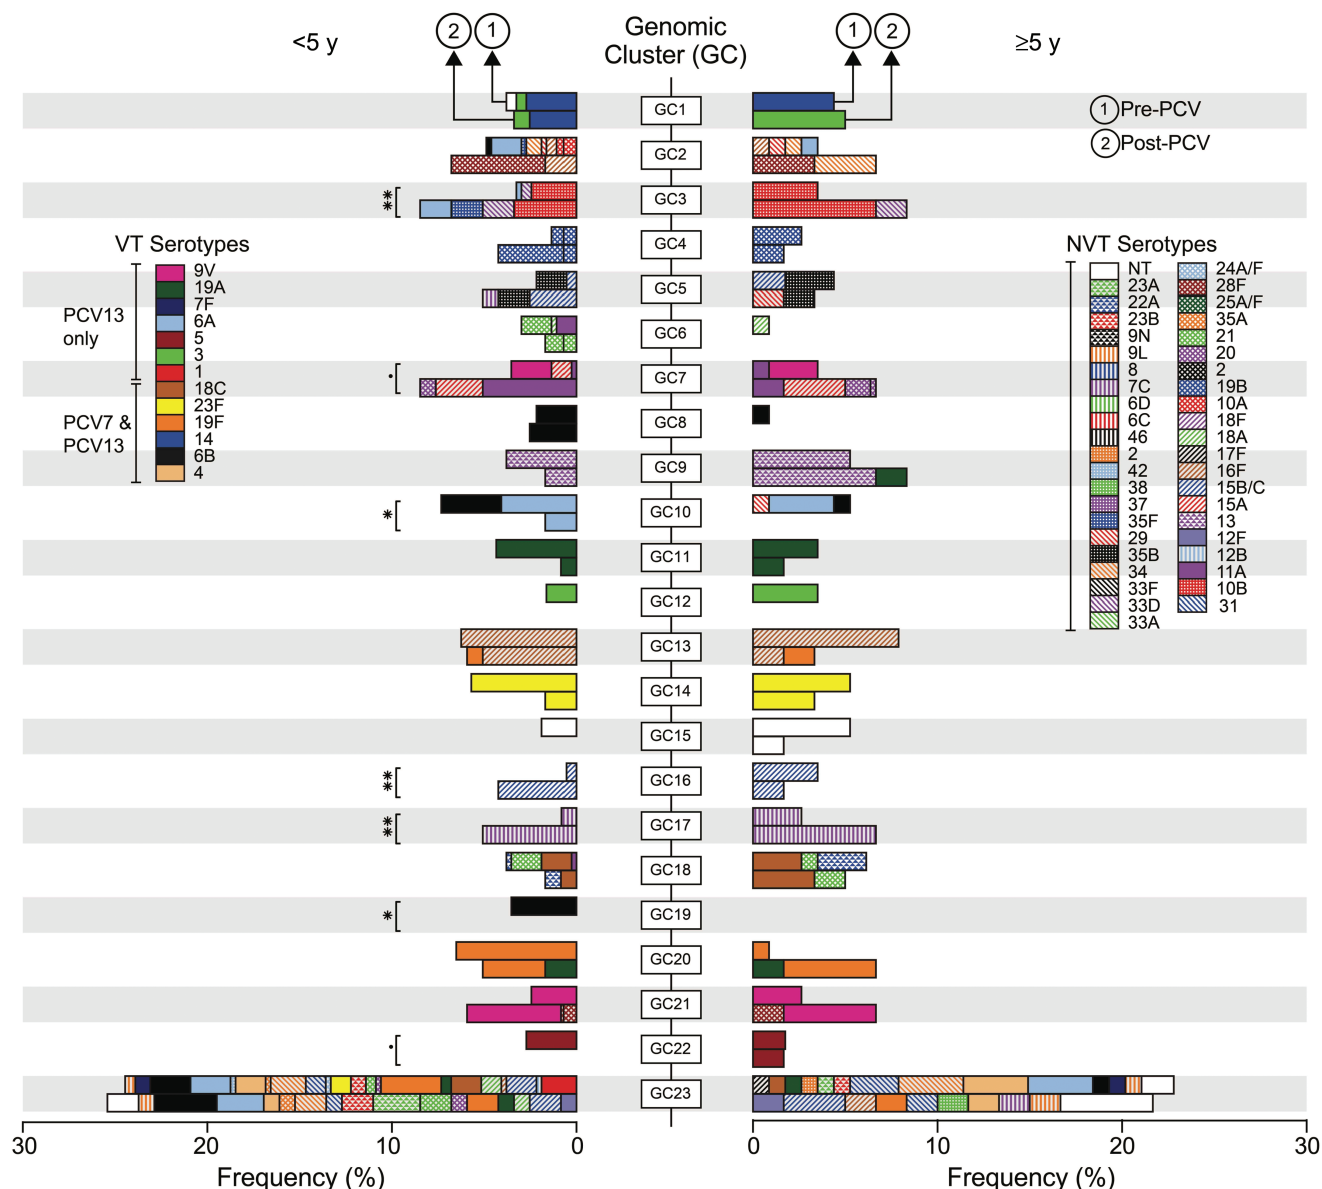 <5 y
2
1
Genomic
Cluster (GC)
1
2
≥5 y
1 Pre-PCV
2 Post-PCV
GC1
GC2
GC3
GC4
GC5
GC6
GC7
GC8
GC9
GC10
GC11
GC12
GC13
GC14
GC15
GC16
GC17
GC18
GC19
GC20
GC21
GC22
GC23
**
•
*
**
**
*
•
VT Serotypes
PCV13
only
PCV7 &
PCV13
9V
19A
7F
6A
5
3
1
18C
23F
19F
14
6B
4
NVT Serotypes
NT
23A
22A
23B
9N
9L
8
7C
6D
6C
46
2
42
38
37
35F
29
35B
34
33F
33D
33A
24A/F
28F
25A/F
35A
21
20
2
19B
10A
18F
18A
17F
16F
15B/C
15A
13
12F
12B
11A
10B
31
30
20
10
0
0
10
20
30
Frequency (%)
Frequency (%)